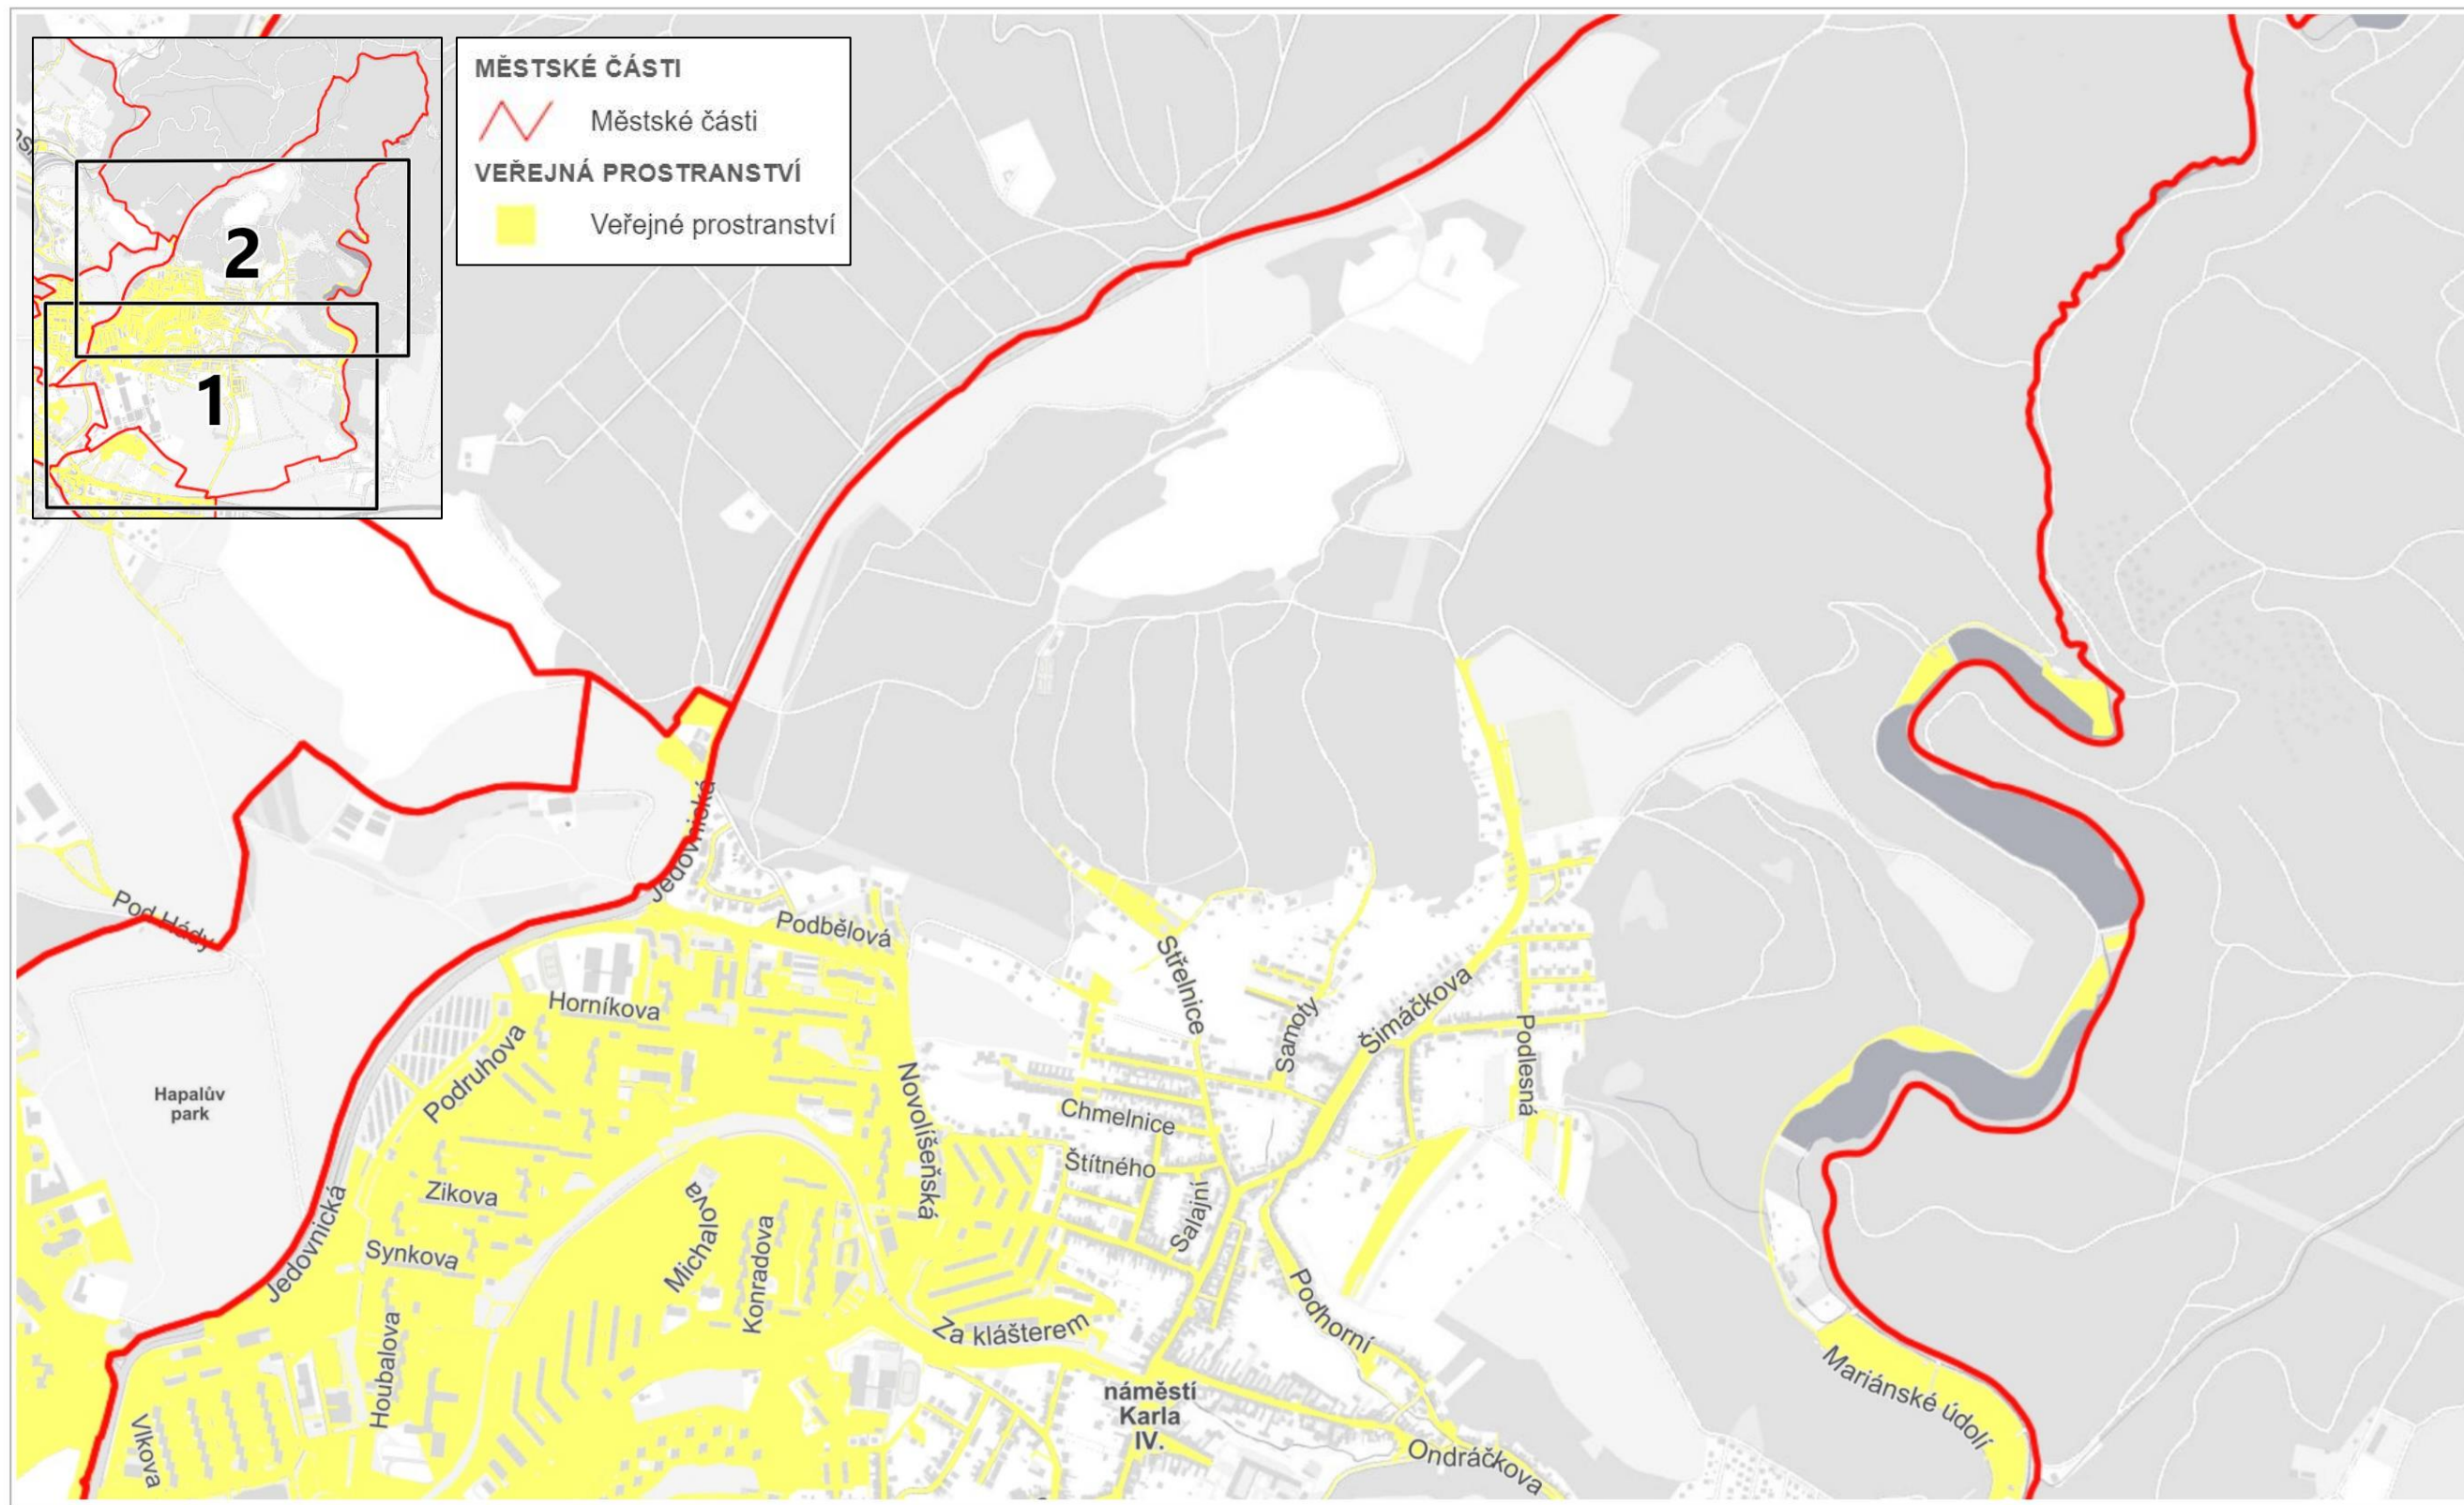 MĚSTSKÉ ČÁSTI
Městské části
VEŘEJNÁ PROSTRANSTVÍ
Veřejné prostranství
2
1
Jedovnická
Pod Hády
Podbělová
Střelnice
Horníkova
Samoty
Šimáčkova
Podlesná
Podruhova
Hapalův
park
Novolíšeňská
Chmelnice
Štítného
Zikova
Michalova
Salajní
Jedovnická
Synkova
Konradova
Podhorní
Houbalova
Za klášterem
Mariánské údolí
náměstí
Karla
IV.
Vlkova
Ondráčkova